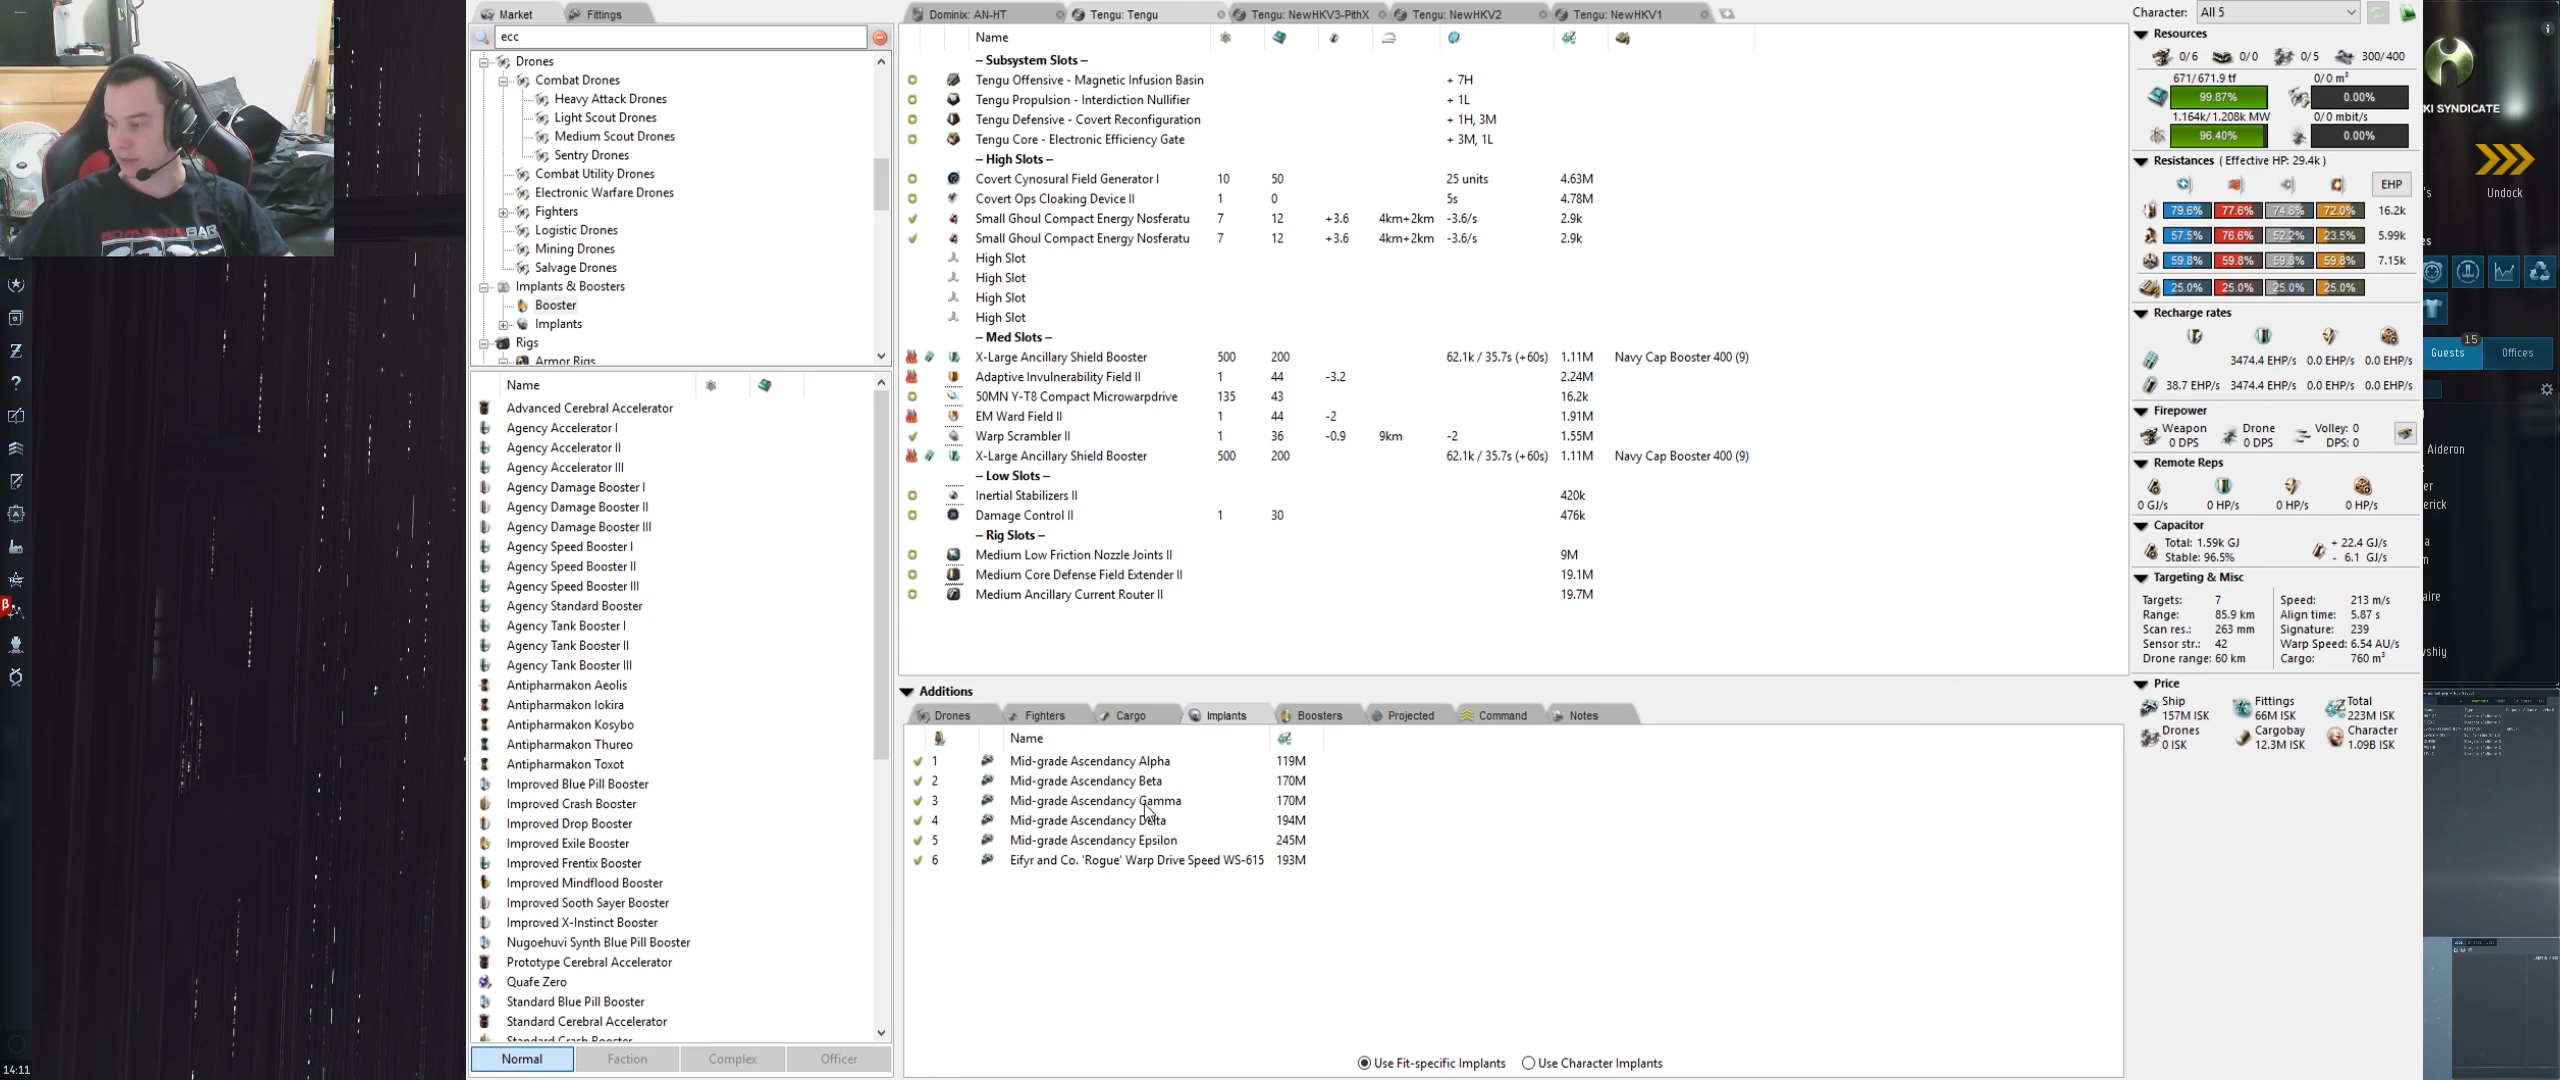 Market
Fittings
ecc
Drones
Combat Drones
Heavy Attack Drones
Light Scout Drones
Medium Scout Drones
Sentry Drones
Combat Utility Drones
Electronic Warfare Drones
Fighters
Logistic Drones
Mining Drones
Salvage Drones
Implants & Boosters
Booster
Implants
Rigs
Armor Rigs
Name
Advanced Cerebral Accelerator
Agency Accelerator I
Agency Accelerator II
Agency Accelerator III
Agency Damage Booster I
Agency Damage Booster II
Agency Damage Booster III
Agency Speed Booster I
Agency Speed Booster II
Agency Speed Booster III
Agency Standard Booster
Agency Tank Booster I
Agency Tank Booster II
Agency Tank Booster III
Antipharmakon Aeolis
Antipharmakon Iokira
Antipharmakon Kosybo
Antipharmakon Thureo
Antipharmakon Toxot
Improved Blue Pill Booster
Improved Crash Booster
Improved Drop Booster
Improved Exile Booster
Improved Frentix Booster
Improved Mindflood Booster
Improved Sooth Sayer Booster
Improved X-Instinct Booster
Nugoehuvi Synth Blue Pill Booster
Prototype Cerebral Accelerator
Quafe Zero
Standard Blue Pill Booster
Standard Cerebral Accelerator
Standard Crash Booster
Normal Faction Complex Officer
Dominix: AN-HT
Tengu: Tengu
Tengu: NewHKV3-PithX
Tengu: NewHKV2
Tengu: NewHKV1
Name
– Subsystem Slots –
Tengu Offensive - Magnetic Infusion Basin + 7H
Tengu Propulsion - Interdiction Nullifier + 1L
Tengu Defensive - Covert Reconfiguration + 1H, 3M
Tengu Core - Electronic Efficiency Gate + 3M, 1L
– High Slots –
Covert Cynosural Field Generator I 10 50 25 units 4.63M
Covert Ops Cloaking Device II 1 0 5s 4.78M
Small Ghoul Compact Energy Nosferatu 7 12 +3.6 4km+2km -3.6/s 2.9k
Small Ghoul Compact Energy Nosferatu 7 12 +3.6 4km+2km -3.6/s 2.9k
High Slot
High Slot
High Slot
High Slot
– Med Slots –
X-Large Ancillary Shield Booster 500 200 62.1k / 35.7s (+60s) 1.11M Navy Cap Booster 400 (9)
Adaptive Invulnerability Field II 1 44 -3.2 2.24M
50MN Y-T8 Compact Microwarpdrive 135 43 16.2k
EM Ward Field II 1 44 -2 1.91M
Warp Scrambler II 1 36 -0.9 9km -2 1.55M
X-Large Ancillary Shield Booster 500 200 62.1k / 35.7s (+60s) 1.11M Navy Cap Booster 400 (9)
– Low Slots –
Inertial Stabilizers II 420k
Damage Control II 1 30 476k
– Rig Slots –
Medium Low Friction Nozzle Joints II 9M
Medium Core Defense Field Extender II 19.1M
Medium Ancillary Current Router II 19.7M
Additions
Drones Fighters Cargo Implants Boosters Projected Command Notes
Name
1 Mid-grade Ascendancy Alpha 119M
2 Mid-grade Ascendancy Beta 170M
3 Mid-grade Ascendancy Gamma 170M
4 Mid-grade Ascendancy Delta 194M
5 Mid-grade Ascendancy Epsilon 245M
6 Eifyr and Co. 'Rogue' Warp Drive Speed WS-615 193M
Use Fit-specific Implants Use Character Implants
Character: All 5
Resources
0/6 0/0 0/5 300/400
671/671.9 tf 0/0 m³
99.87% 0.00%
1.164k/1.208k MW 0/0 mbit/s
96.40% 0.00%
Resistances ( Effective HP: 29.4k )
EHP
79.6% 77.6% 74.8% 72.0% 16.2k
57.5% 76.6% 52.2% 23.5% 5.99k
59.8% 59.8% 59.8% 59.8% 7.15k
25.0% 25.0% 25.0% 25.0%
Recharge rates
3474.4 EHP/s 0.0 EHP/s 0.0 EHP/s
38.7 EHP/s 3474.4 EHP/s 0.0 EHP/s 0.0 EHP/s
Firepower
Weapon Drone Volley: 0
0 DPS 0 DPS DPS: 0
Remote Reps
0 GJ/s 0 HP/s 0 HP/s 0 HP/s
Capacitor
Total: 1.59k GJ + 22.4 GJ/s
Stable: 96.5% - 6.1 GJ/s
Targeting & Misc
Targets: 7 Speed: 213 m/s
Range: 85.9 km Align time: 5.87 s
Scan res.: 263 mm Signature: 239
Sensor str.: 42 Warp Speed: 6.54 AU/s
Drone range: 60 km Cargo: 760 m³
Price
Ship Fittings Total
157M ISK 66M ISK 223M ISK
Drones Cargobay Character
0 ISK 12.3M ISK 1.09B ISK
KI SYNDICATE
Undock
15
Guests Offices
Aideron
erick
aire
vshiy
β
14:11